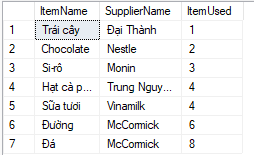 ItemName SupplierName ItemUsed
1 Trái cây Đại Thành 1
2 Chocolate Nestle 2
3 Si-rô Monin 3
4 Hạt cà p... Trung Nguy... 4
5 Sữa tươi Vinamilk 4
6 Đường McCormick 6
7 Đá McCormick 8